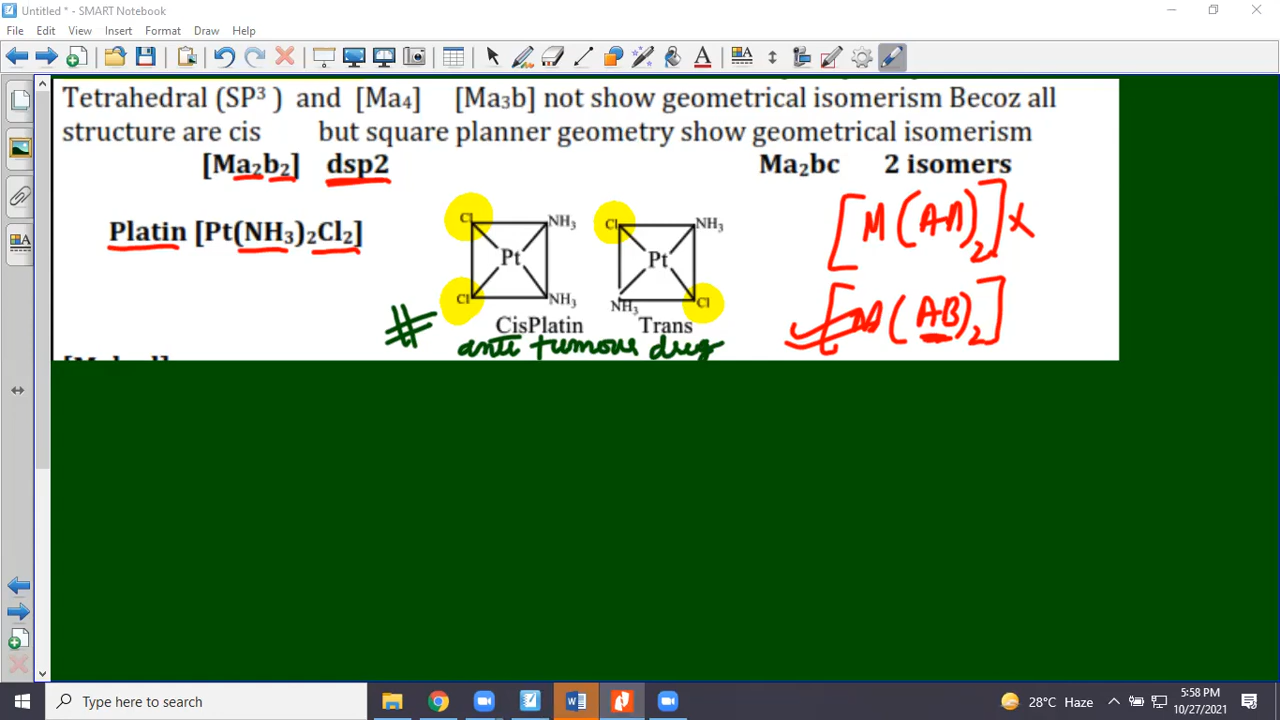 Untitled * - SMART Notebook
File Edit View Insert Format Draw Help
Tetrahedral (SP³ ) and [Ma₄] [Ma₃b] not show geometrical isomerism Becoz all
structure are cis but square planner geometry show geometrical isomerism
[Ma₂b₂] dsp2 Ma₂bc 2 isomers
Platin [Pt(NH₃)₂Cl₂]
Cl NH₃ Cl NH₃
Pt Pt
Cl NH₃ NH₃ Cl
CisPlatin Trans
[M(AA)₂] X
# anti tumour drug
[M(AB)₂]
Type here to search
28°C Haze
5:58 PM
10/27/2021